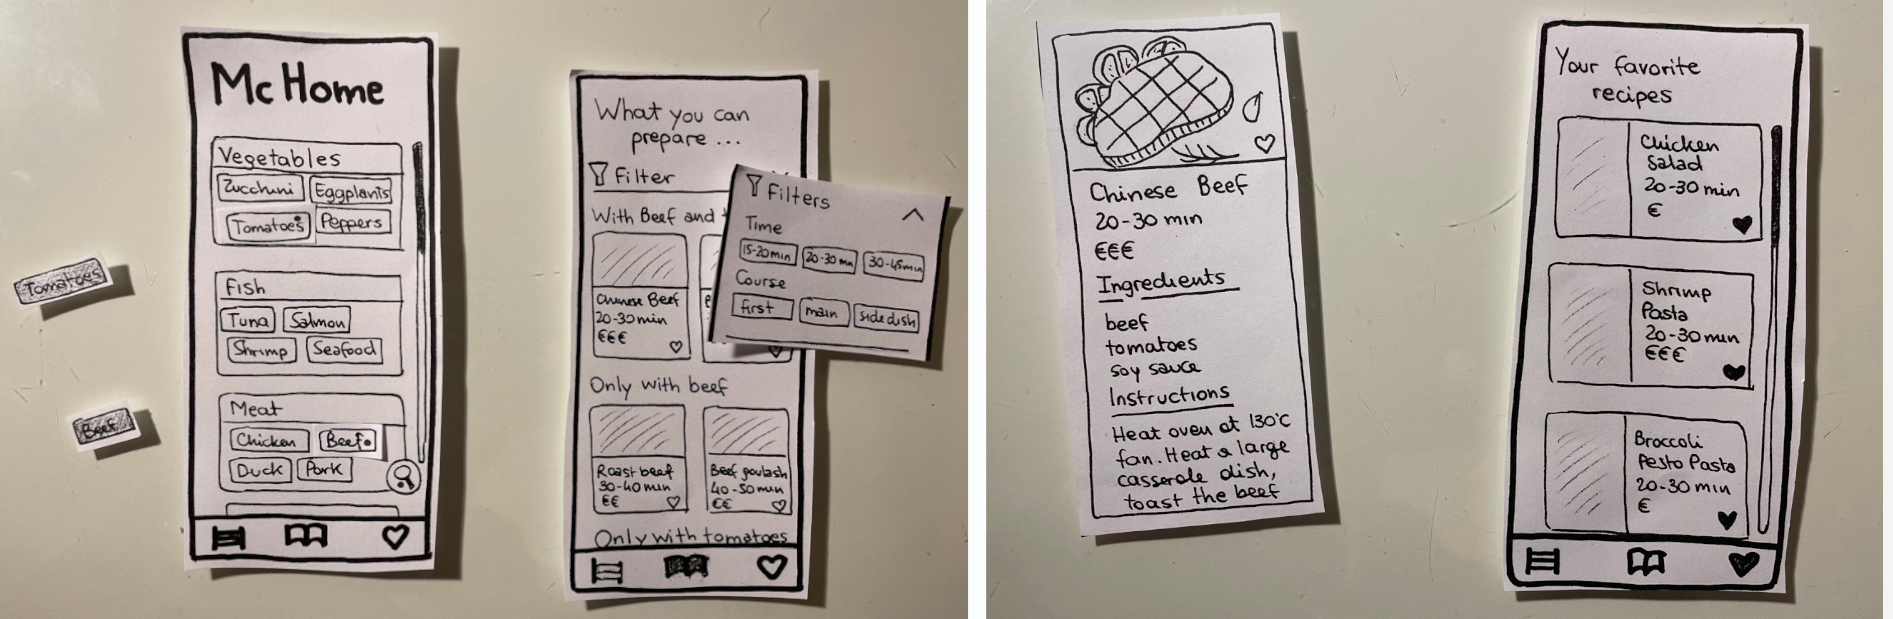 Tomatoes
Beef
Mc Home
Vegetables
Zucchini Eggplants
Tomatoes Peppers
Fish
Tuna Salmon
Shrimp Seafood
Meat
Chicken Beef
Duck Pork
What you can
prepare ...
Filter
With Beef and
Chinese Beef
20-30 min
€€€
Only with beef
Roast beef
30-40 min
€€
Beef goulash
40-50 min
€€
Only with tomatoes
Filters
Time
15-20 min 20-30 min 30-45 min
Course
first main side dish
Chinese Beef
20-30 min
€€€
Ingredients
beef
tomatoes
soy sauce
Instructions
Heat oven at 130°C
fan. Heat a large
casserole dish,
toast the beef
Your favorite
recipes
Chicken
Salad
20-30 min
€
Shrimp
Pasta
20-30 min
€€€
Broccoli
Pesto Pasta
20-30 min
€